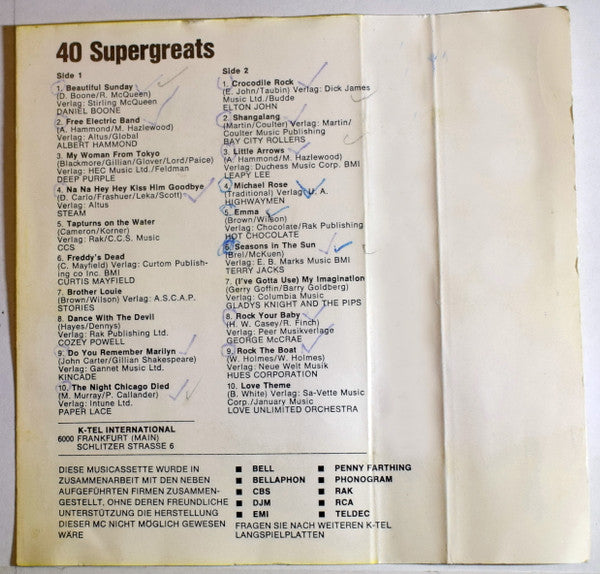 40 Supergreats
Side 1
1. Beautiful Sunday
(D. Boone/R. McQueen)
Verlag: Stirling McQueen
DANIEL BOONE
2. Free Electric Band
(A. Hammond/M. Hazlewood)
Verlag: Altus/Global
ALBERT HAMMOND
3. My Woman From Tokyo
(Blackmore/Gillian/Glover/Lord/Paice)
Verlag: HEC Music Ltd./Feldman
DEEP PURPLE
4. Na Na Hey Hey Kiss Him Goodbye
(D. Carlo/Frashuer/Leka/Scott)
Verlag: Altus
STEAM
5. Tapturns on the Water
(Cameron/Korner)
Verlag: Rak/C.C.S. Music
CCS
6. Freddy's Dead
(C. Mayfield) Verlag: Curtom Publish-
ing co Inc. BMI
CURTIS MAYFIELD
7. Brother Louie
(Brown/Wilson) Verlag: A.S.C.A.P.
STORIES
8. Dance With The Devil
(Hayes/Dennys)
Verlag: Rak Publishing Ltd.
COZEY POWELL
9. Do You Remember Marilyn
(John Carter/Gillian Shakespeare)
Verlag: Gannet Music Ltd.
KINCADE
10. The Night Chicago Died
(M. Murray/P. Callander)
Verlag: Intune Ltd.
PAPER LACE
Side 2
1. Crocodile Rock
(E. John/Taubin) Verlag: Dick James
Music Ltd./Budde
ELTON JOHN
2. Shangalang
(Martin/Coulter) Verlag: Martin/
Coulter Music Publishing
BAY CITY ROLLERS
3. Little Arrows
(A. Hammond/M. Hazlewood)
Verlag: Duchess Music Corp. BMI
LEAPY LEE
4. Michael Rose
(Traditional) Verlag: U. A.
HIGHWAYMEN
5. Emma
(Brown/Wilson)
Verlag: Chocolate/Rak Publishing
HOT CHOCOLATE
6. Seasons in The Sun
(Brel/McKuen)
Verlag: E. B. Marks Music BMI
TERRY JACKS
7. (I've Gotta Use) My Imagination
(Gerry Goffin/Barry Goldberg)
Verlag: Columbia Music
GLADYS KNIGHT AND THE PIPS
8. Rock Your Baby
(H. W. Casey/R. Finch)
Verlag: Peer Musikverlage
GEORGE McCRAE
9. Rock The Boat
(W. Holmes/W. Holmes)
Verlag: Neue Welt Musik
HUES CORPORATION
10. Love Theme
(B. White) Verlag: Sa-Vette Music
Corp./January Music
LOVE UNLIMITED ORCHESTRA
K-TEL INTERNATIONAL
6000 FRANKFURT (MAIN)
SCHLITZER STRASSE 6
DIESE MUSICASSETTE WURDE IN
ZUSAMMENARBEIT MIT DEN NEBEN
AUFGEFÜHRTEN FIRMEN ZUSAMMEN-
GESTELLT, OHNE DEREN FREUNDLICHE
UNTERSTÜTZUNG DIE HERSTELLUNG
DIESER MC NICHT MÖGLICH GEWESEN
WÄRE
BELL
BELLAPHON
CBS
DJM
EMI
PENNY FARTHING
PHONOGRAM
RAK
RCA
TELDEC
FRAGEN SIE NACH WEITEREN K-TEL
LANGSPIELPLATTEN